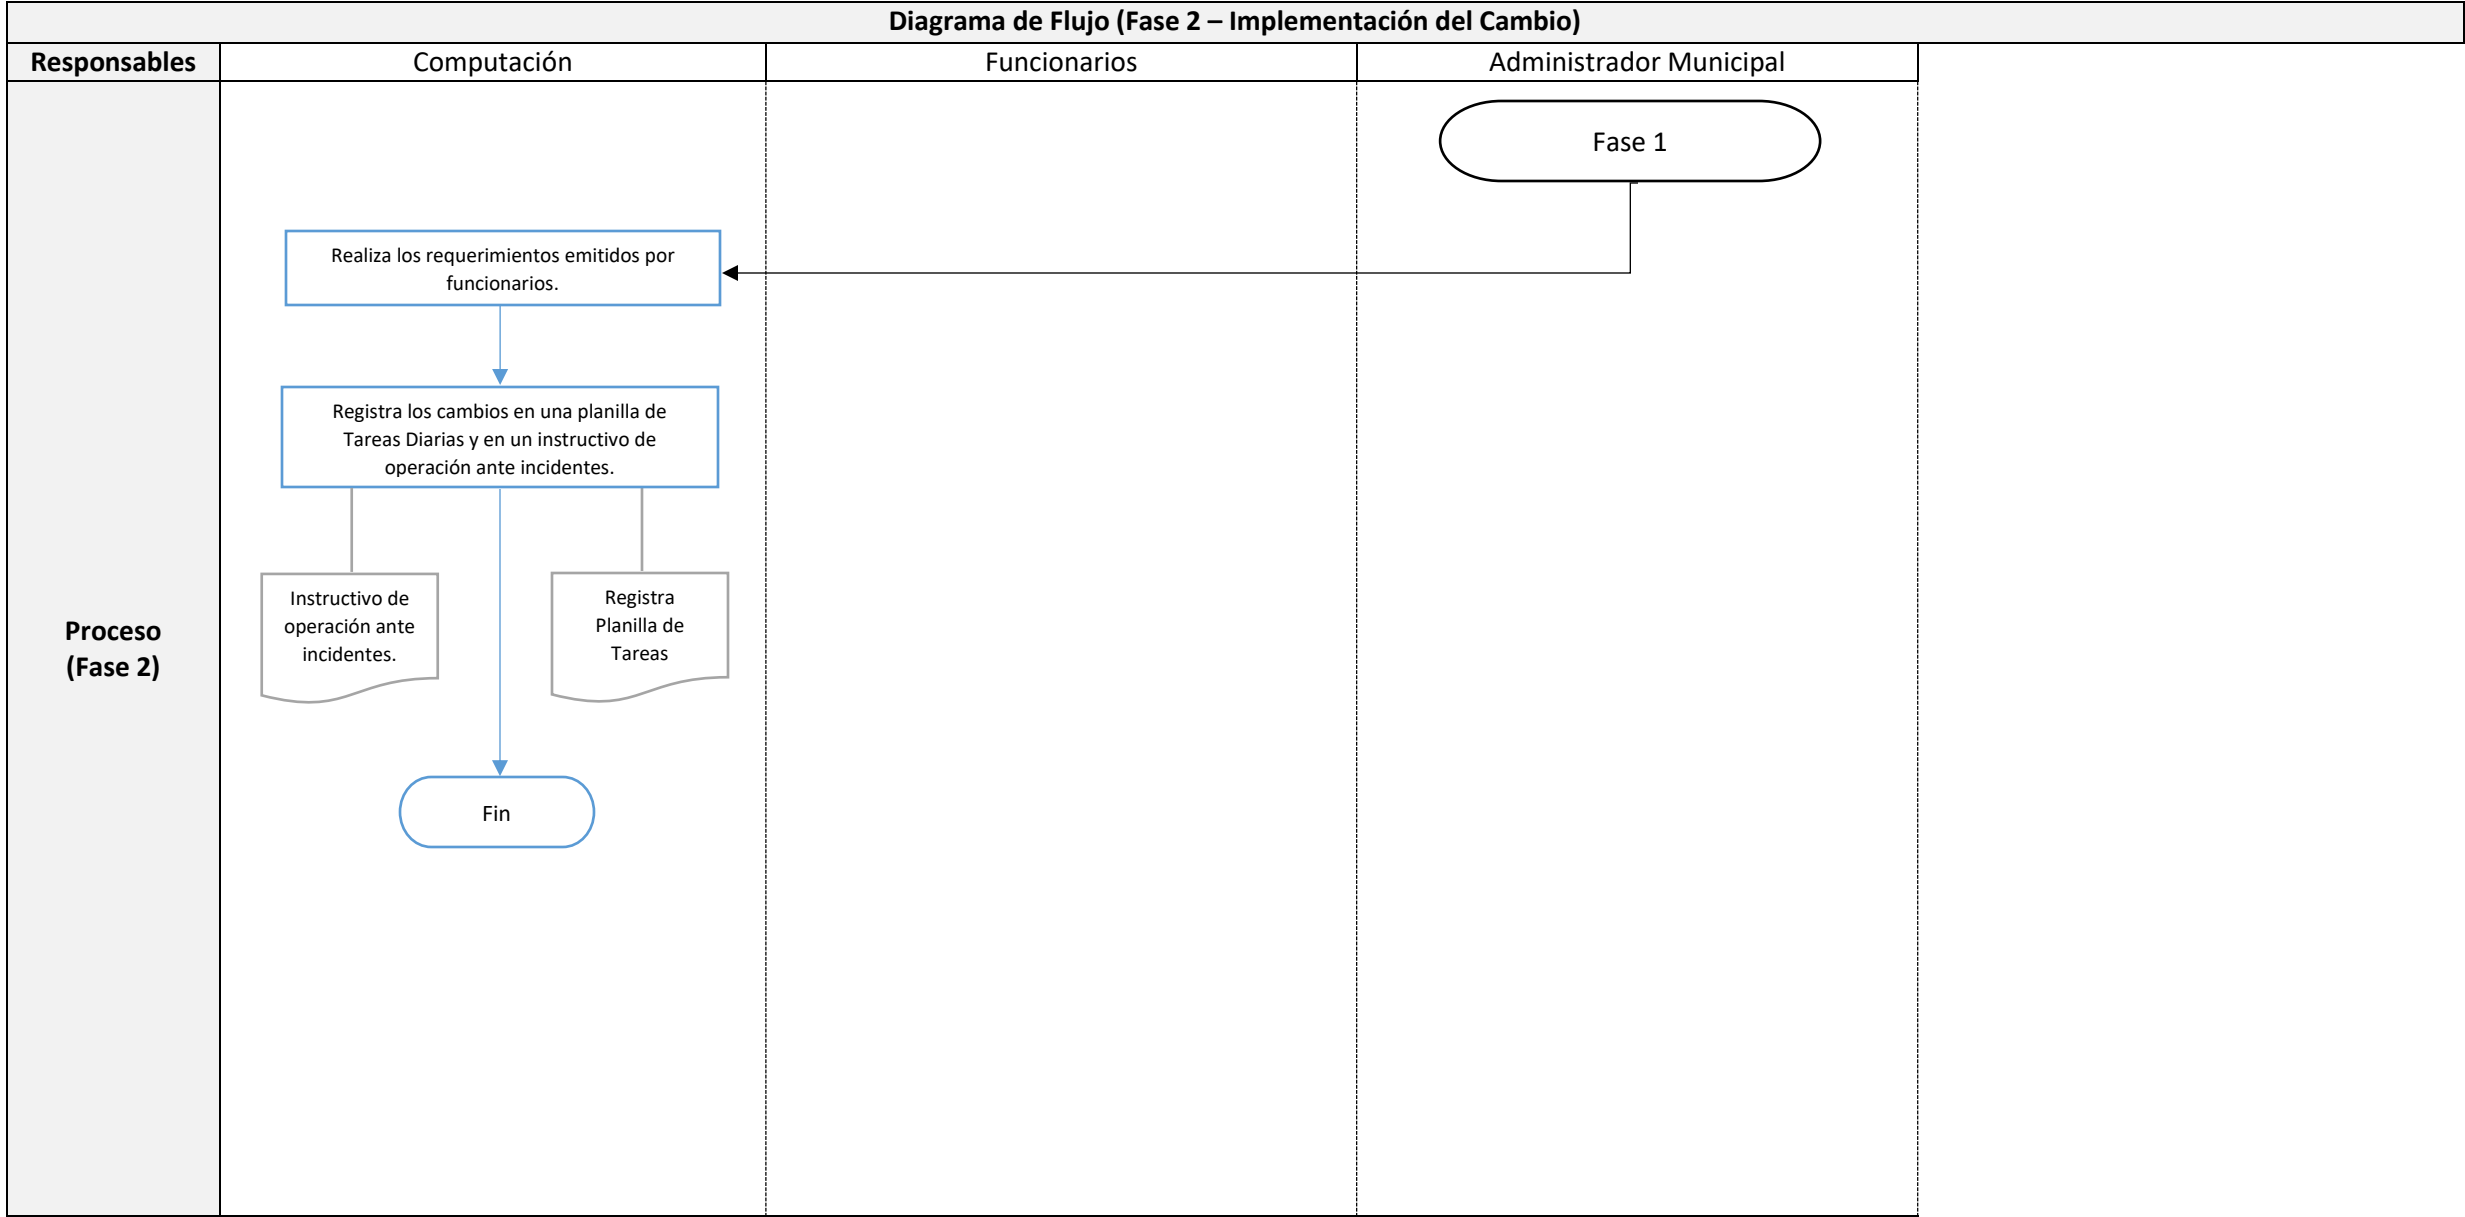 Diagrama de Flujo (Fase 2 – Implementación del Cambio)
Responsables
Computación
Funcionarios
Administrador Municipal
Fase 1
Realiza los requerimientos emitidos por
funcionarios.
Registra los cambios en una planilla de
Tareas Diarias y en un instructivo de
operación ante incidentes.
Instructivo de
operación ante
incidentes.
Registra
Planilla de
Tareas
Proceso
(Fase 2)
Fin